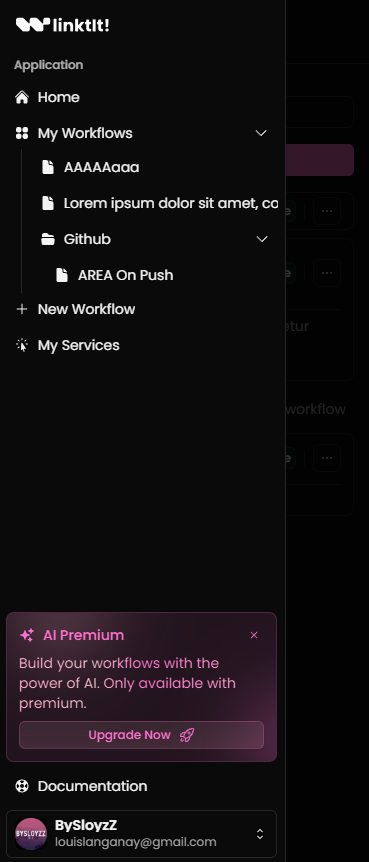 linktIt!
Application
Home
My Workflows
AAAAAaaa
Lorem ipsum dolor sit amet, co
Github
AREA On Push
New Workflow
My Services
etur
workflow
AI Premium
Build your workflows with the
power of AI. Only available with
premium.
Upgrade Now
Documentation
BYSLOYZZ
BySloyzZ
louislanganay@gmail.com